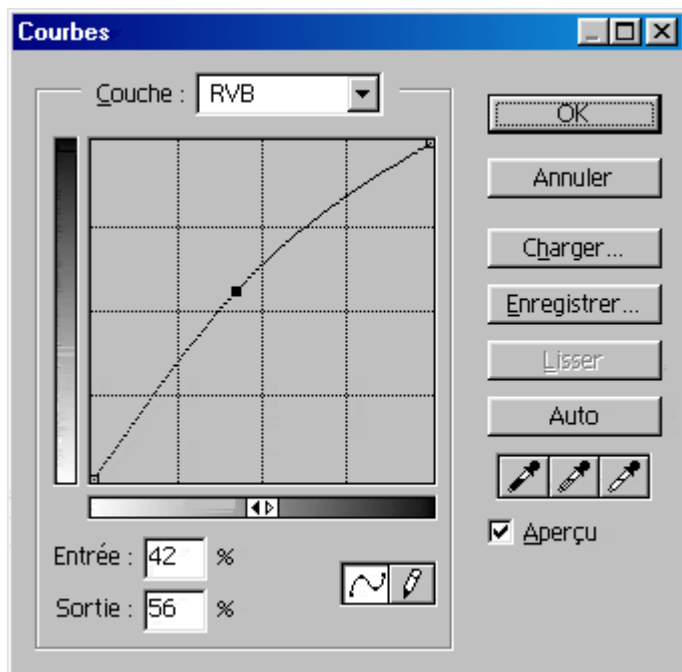 Courbes
Couche : RVB
OK
Annuler
Charger...
Enregistrer...
Lisser
Auto
Aperçu
Entrée : 42 %
Sortie : 56 %